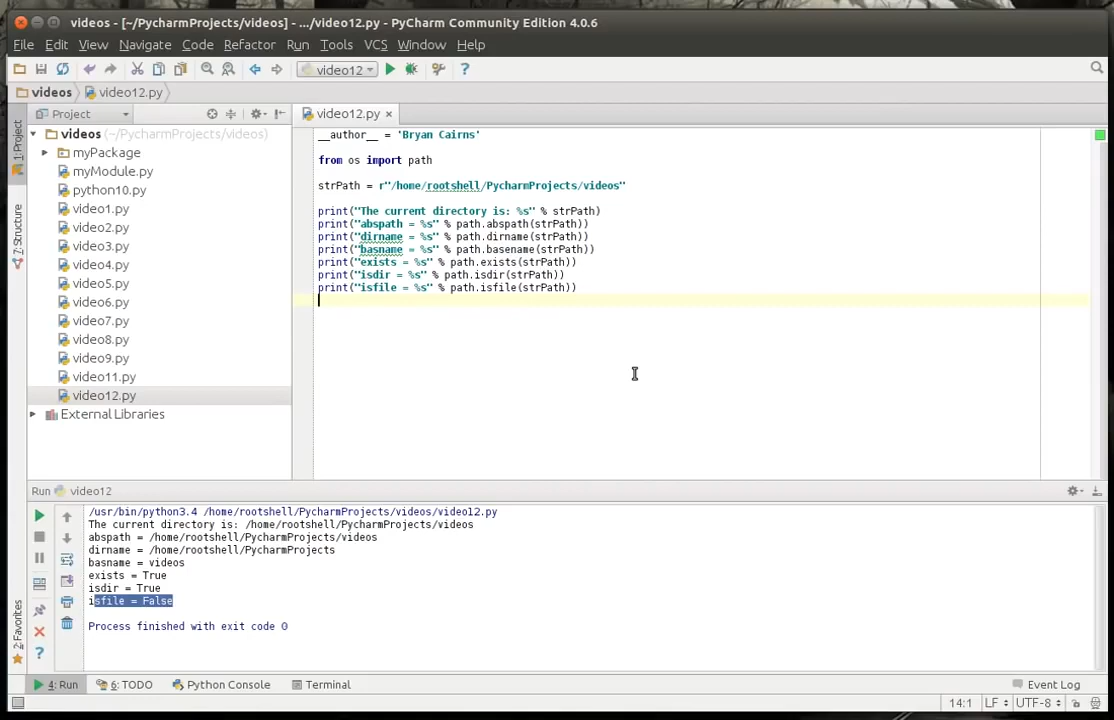 videos - [~/PycharmProjects/videos] - .../video12.py - PyCharm Community Edition 4.0.6
File Edit View Navigate Code Refactor Run Tools VCS Window Help
video12
videos video12.py
1: Project
7: Structure
2: Favorites
Project
videos (~/PycharmProjects/videos)
myPackage
myModule.py
python10.py
video1.py
video2.py
video3.py
video4.py
video5.py
video6.py
video7.py
video8.py
video9.py
video11.py
video12.py
External Libraries
video12.py
__author__ = 'Bryan Cairns'
from os import path
strPath = r"/home/rootshell/PycharmProjects/videos"
print("The current directory is: %s" % strPath)
print("abspath = %s" % path.abspath(strPath))
print("dirname = %s" % path.dirname(strPath))
print("basname = %s" % path.basename(strPath))
print("exists = %s" % path.exists(strPath))
print("isdir = %s" % path.isdir(strPath))
print("isfile = %s" % path.isfile(strPath))
Run video12
/usr/bin/python3.4 /home/rootshell/PycharmProjects/videos/video12.py
The current directory is: /home/rootshell/PycharmProjects/videos
abspath = /home/rootshell/PycharmProjects/videos
dirname = /home/rootshell/PycharmProjects
basname = videos
exists = True
isdir = True
isfile = False
Process finished with exit code 0
4: Run 6: TODO Python Console Terminal Event Log
14:1 LF UTF-8